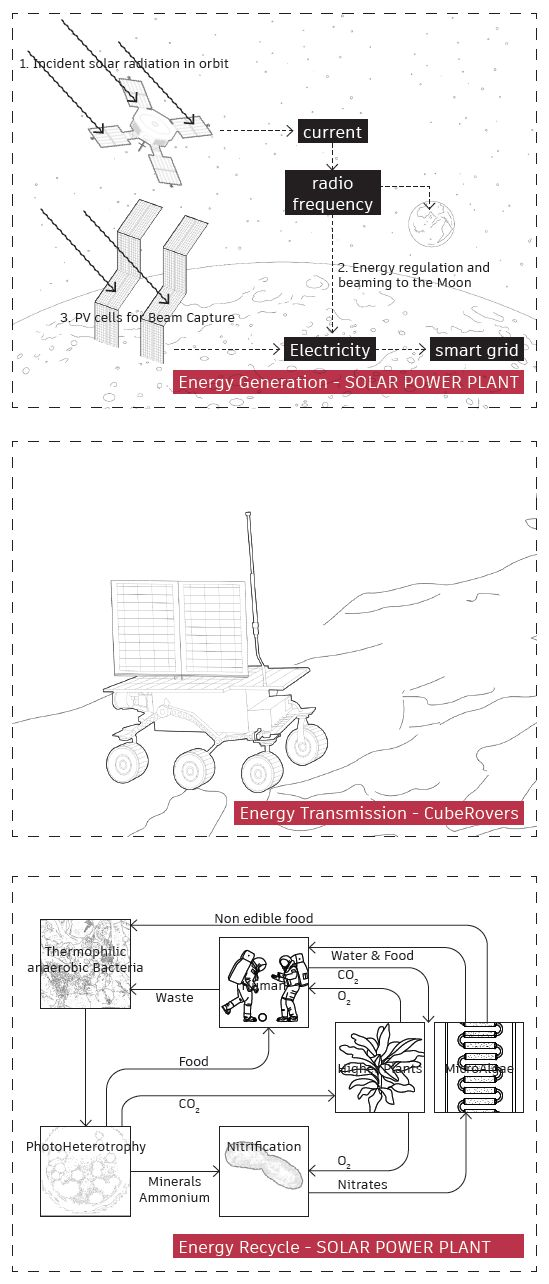 1. Incident solar radiation in orbit
current
radio
frequency
2. Energy regulation and
beaming to the Moon
3. PV cells for Beam Capture
Electricity
smart grid
Energy Generation - SOLAR POWER PLANT
Energy Transmission - CubeRovers
Non edible food
Thermophilic
anaerobic Bacteria
Human
Water & Food
CO2
O2
Waste
Higher Plants
MicroAlgae
Food
CO2
PhotoHeterotrophy
Nitrification
O2
Minerals
Ammonium
Nitrates
Energy Recycle - SOLAR POWER PLANT